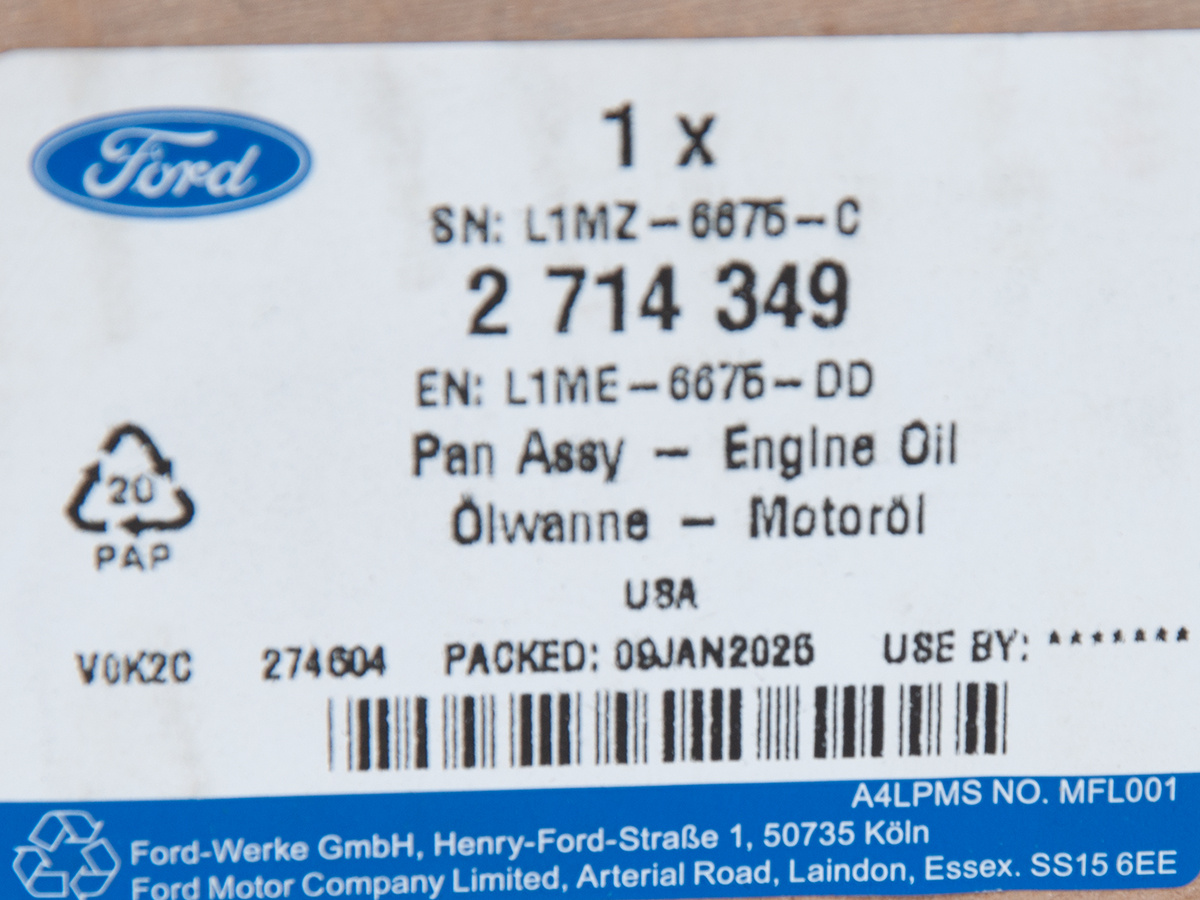 Ford
1 x
SN: L1MZ-6675-C
2 714 349
EN: L1ME-6675-DD
Pan Assy - Engine Oil
Ölwanne - Motoröl
20
PAP
USA
V0K2C 274604 PACKED: 09JAN2025 USE BY: *******
A4LPMS NO. MFL001
Ford-Werke GmbH, Henry-Ford-Straße 1, 50735 Köln
Ford Motor Company Limited, Arterial Road, Laindon, Essex. SS15 6EE